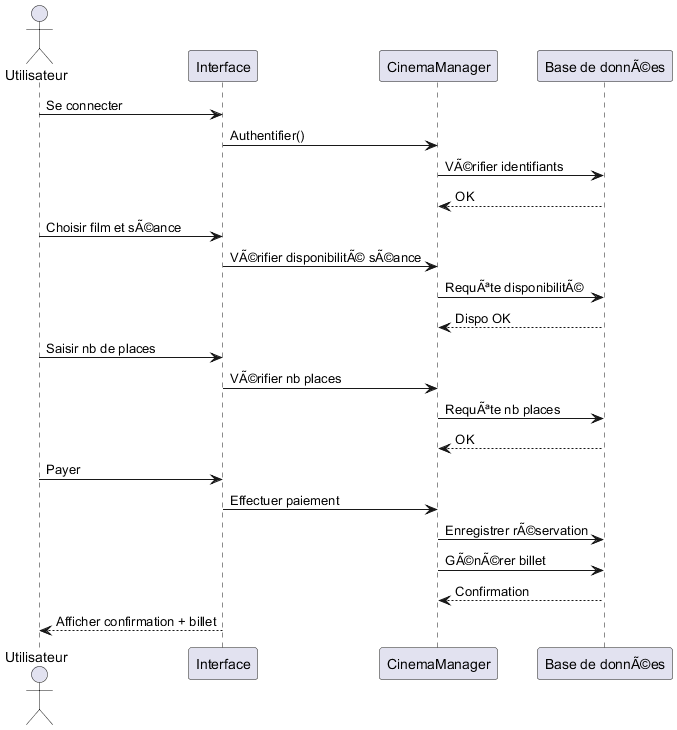 Utilisateur
Interface
CinemaManager
Base de donnÃ©es
Se connecter
Authentifier()
VÃ©rifier identifiants
OK
Choisir film et sÃ©ance
VÃ©rifier disponibilitÃ© sÃ©ance
RequÃªte disponibilitÃ©
Dispo OK
Saisir nb de places
VÃ©rifier nb places
RequÃªte nb places
OK
Payer
Effectuer paiement
Enregistrer rÃ©servation
GÃ©nÃ©rer billet
Confirmation
Afficher confirmation + billet
Utilisateur
Interface
CinemaManager
Base de donnÃ©es